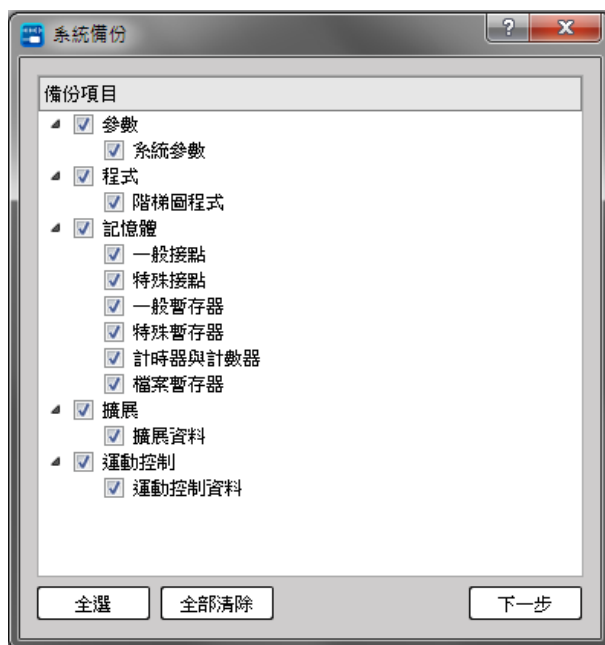 系統備份
備份項目
參數
系統參數
程式
階梯圖程式
記憶體
一般接點
特殊接點
一般暫存器
特殊暫存器
計時器與計數器
檔案暫存器
擴展
擴展資料
運動控制
運動控制資料
全選
全部清除
下一步